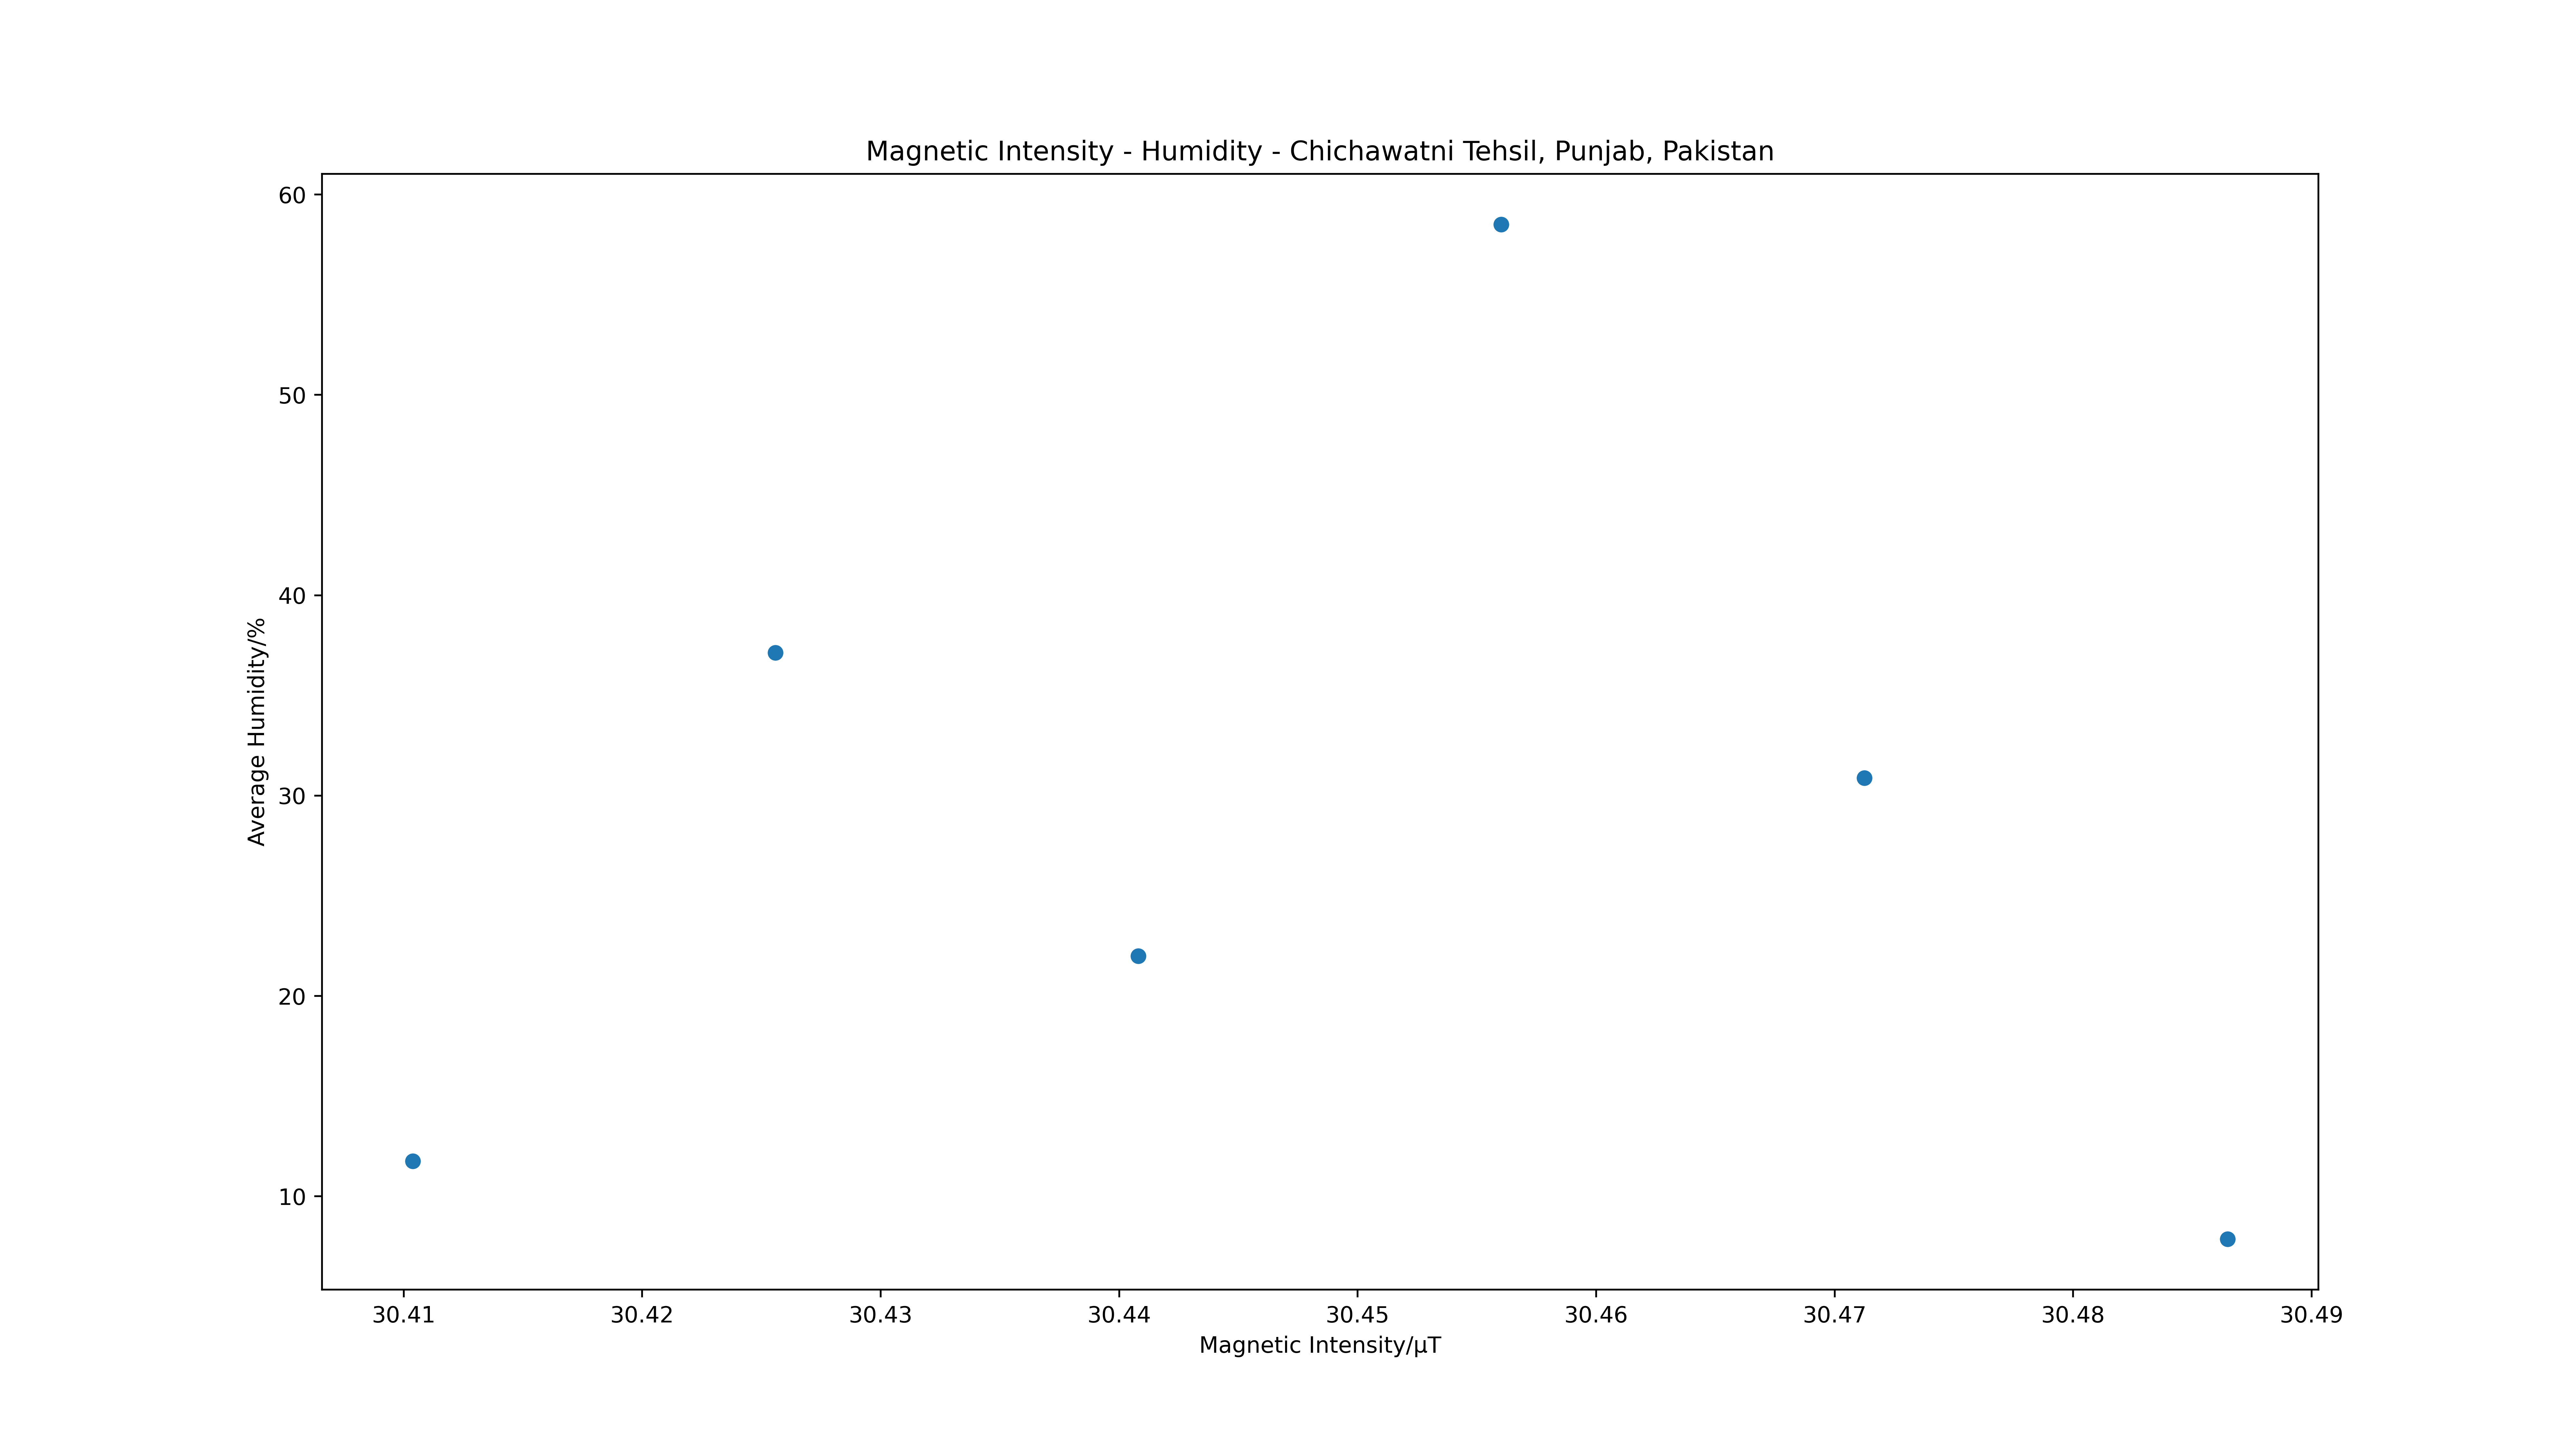 Magnetic Intensity - Humidity - Chichawatni Tehsil, Punjab, Pakistan
60
50
40
30
20
10
Average Humidity/%
30.41 30.42 30.43 30.44 30.45 30.46 30.47 30.48 30.49
Magnetic Intensity/μT